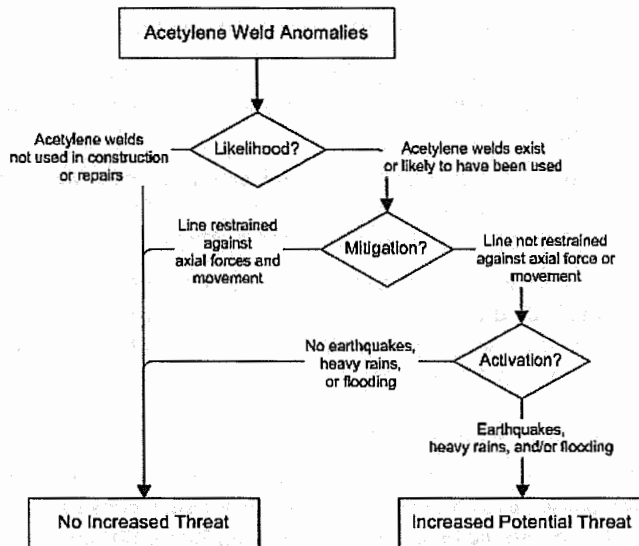 Acetylene Weld Anomalies
Acetylene welds
not used in construction
or repairs
Likelihood?
Acetylene welds exist
or likely to have been used
Line restrained
against
axial forces and
movement
Mitigation?
Line not restrained
against axial force or
movement
No earthquakes,
heavy rains,
or flooding
Activation?
Earthquakes,
heavy rains, and/or flooding
No Increased Threat
Increased Potential Threat